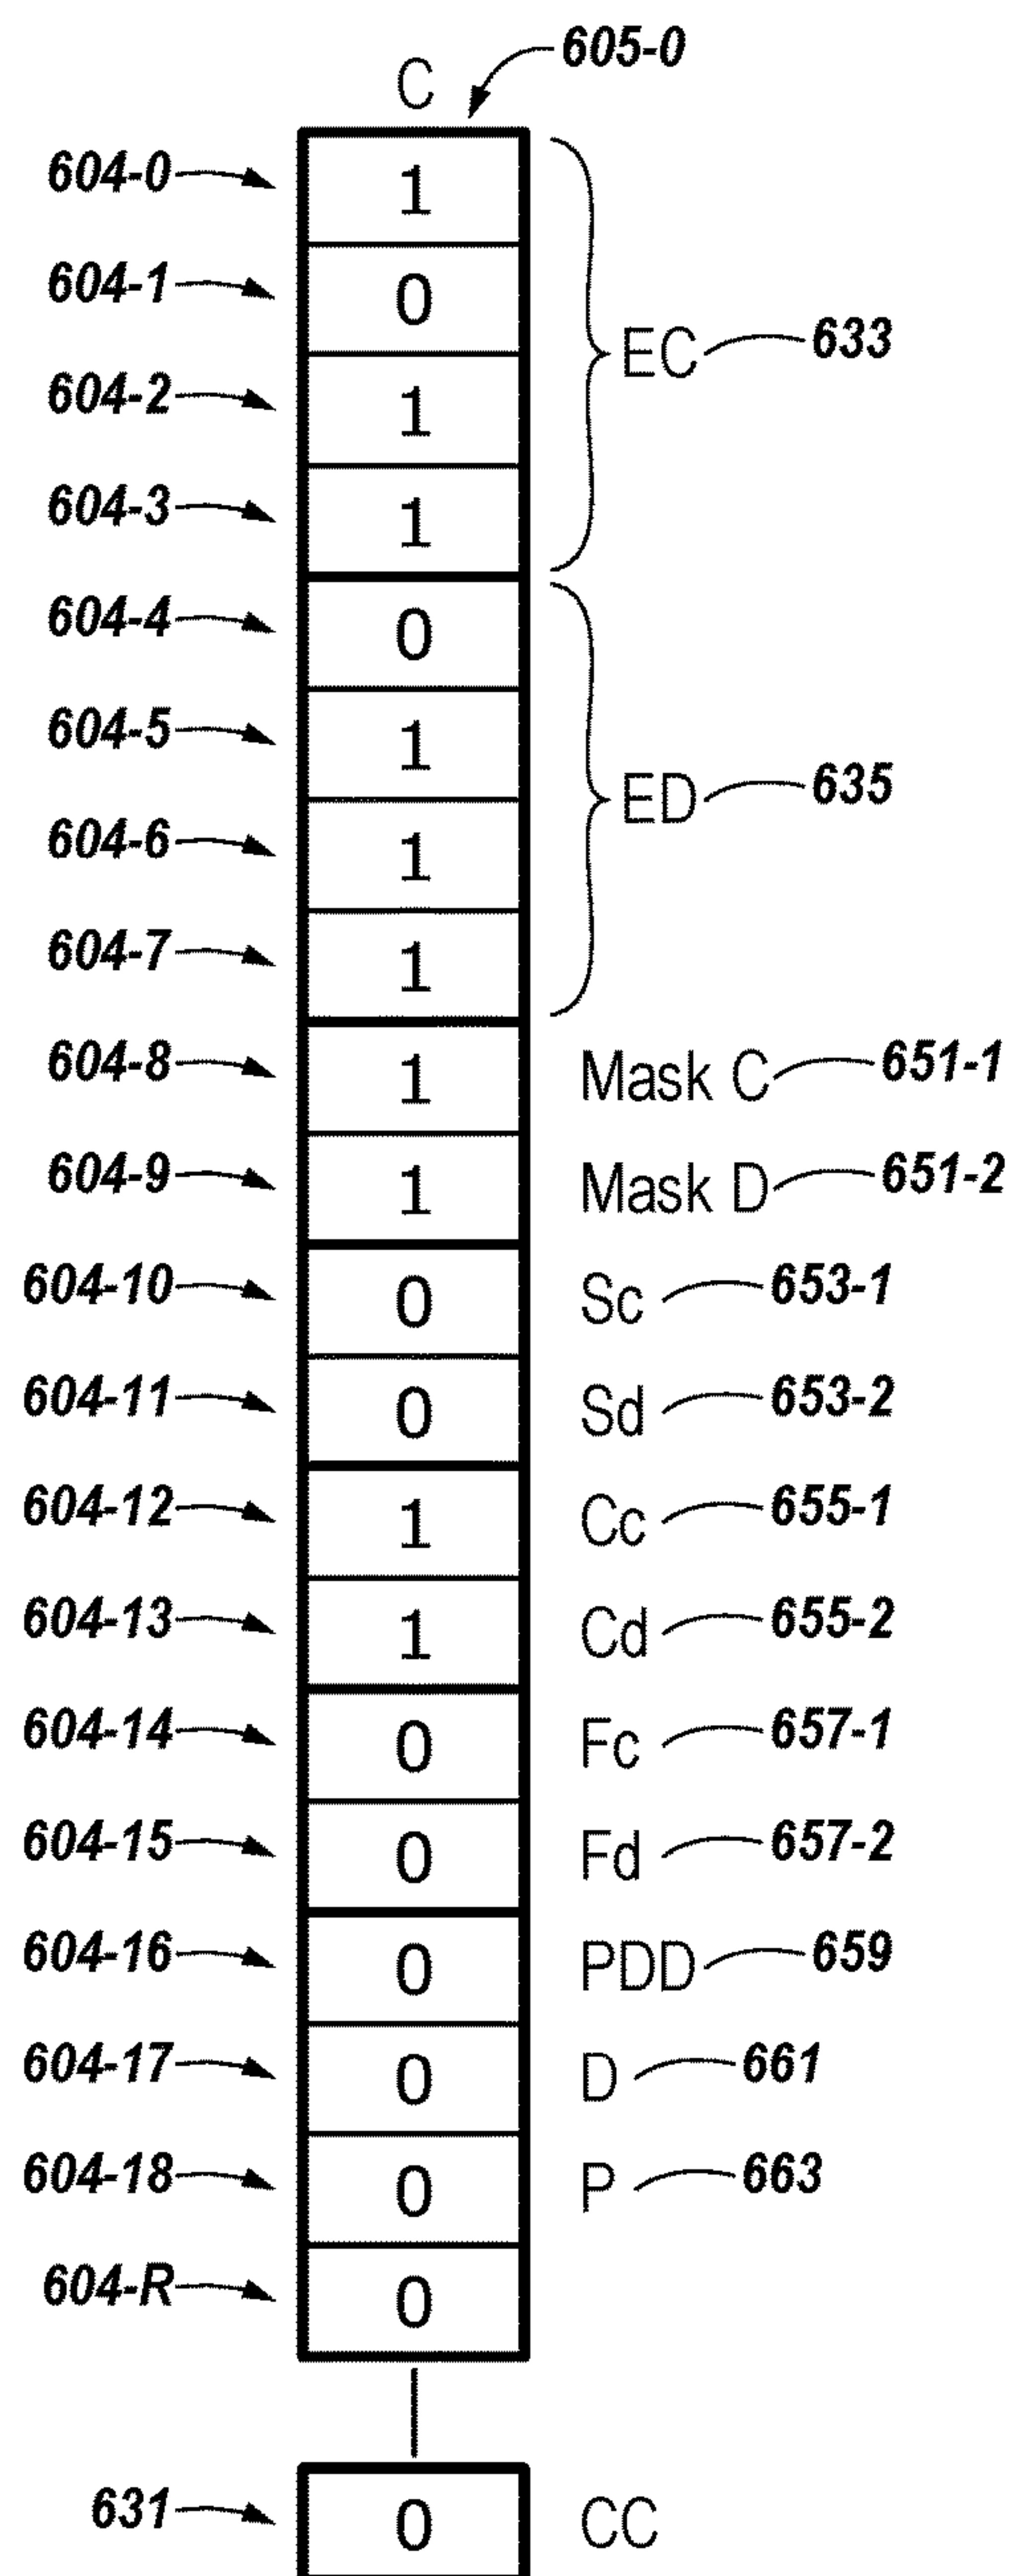 C 605-0
604-0 1
604-1 0
EC 633
604-2 1
604-3 1
604-4 0
604-5 1
ED 635
604-6 1
604-7 1
604-8 1 Mask C 651-1
604-9 1 Mask D 651-2
604-10 0 Sc 653-1
604-11 0 Sd 653-2
604-12 1 Cc 655-1
604-13 1 Cd 655-2
604-14 0 Fc 657-1
604-15 0 Fd 657-2
604-16 0 PDD 659
604-17 0 D 661
604-18 0 P 663
604-R 0
631 0 CC